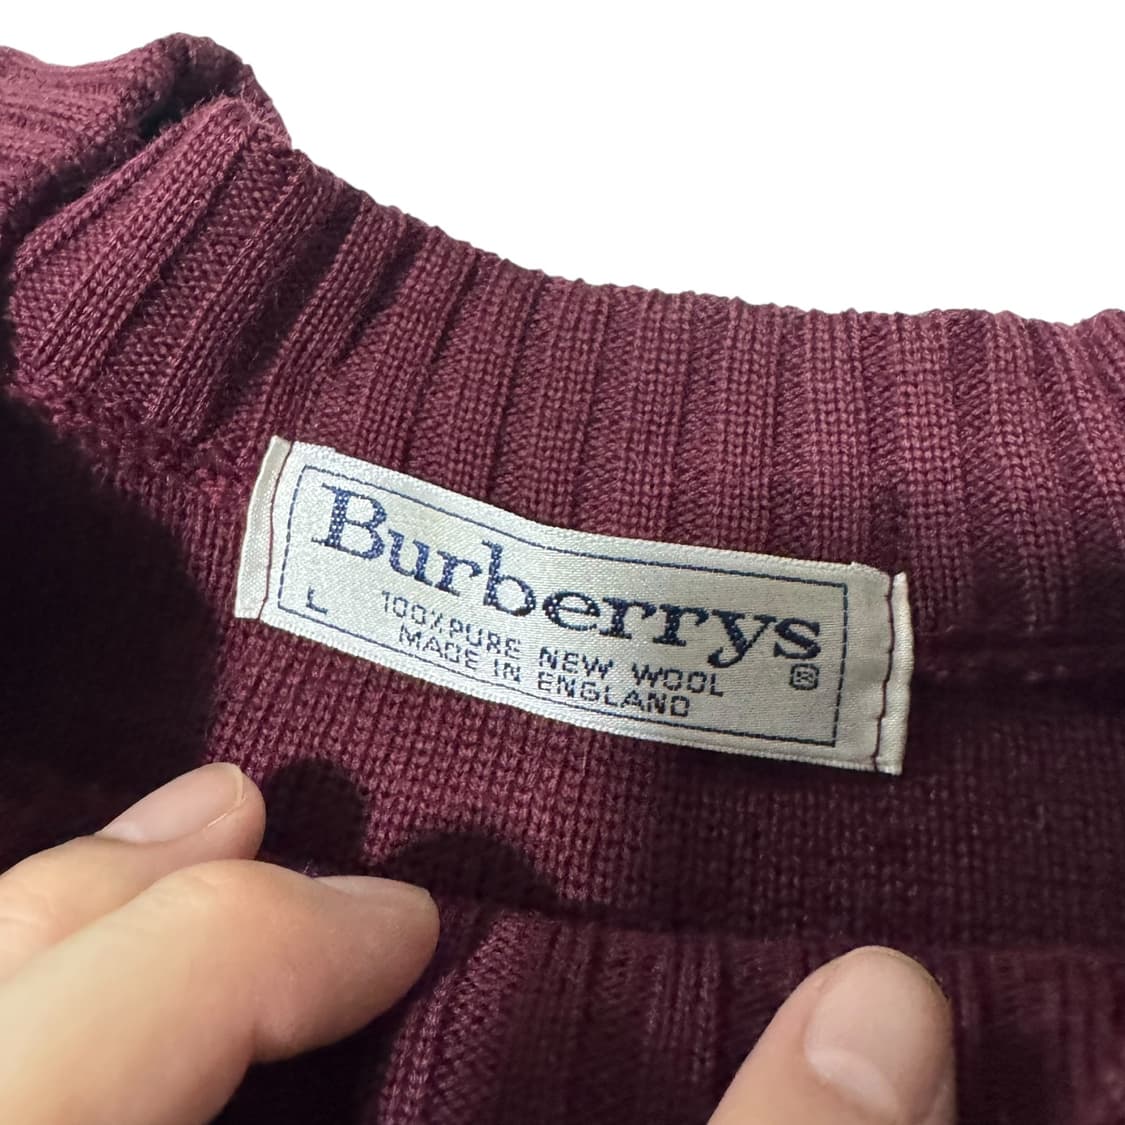 Burberrys®
L
100%PURE NEW WOOL
MADE IN ENGLAND